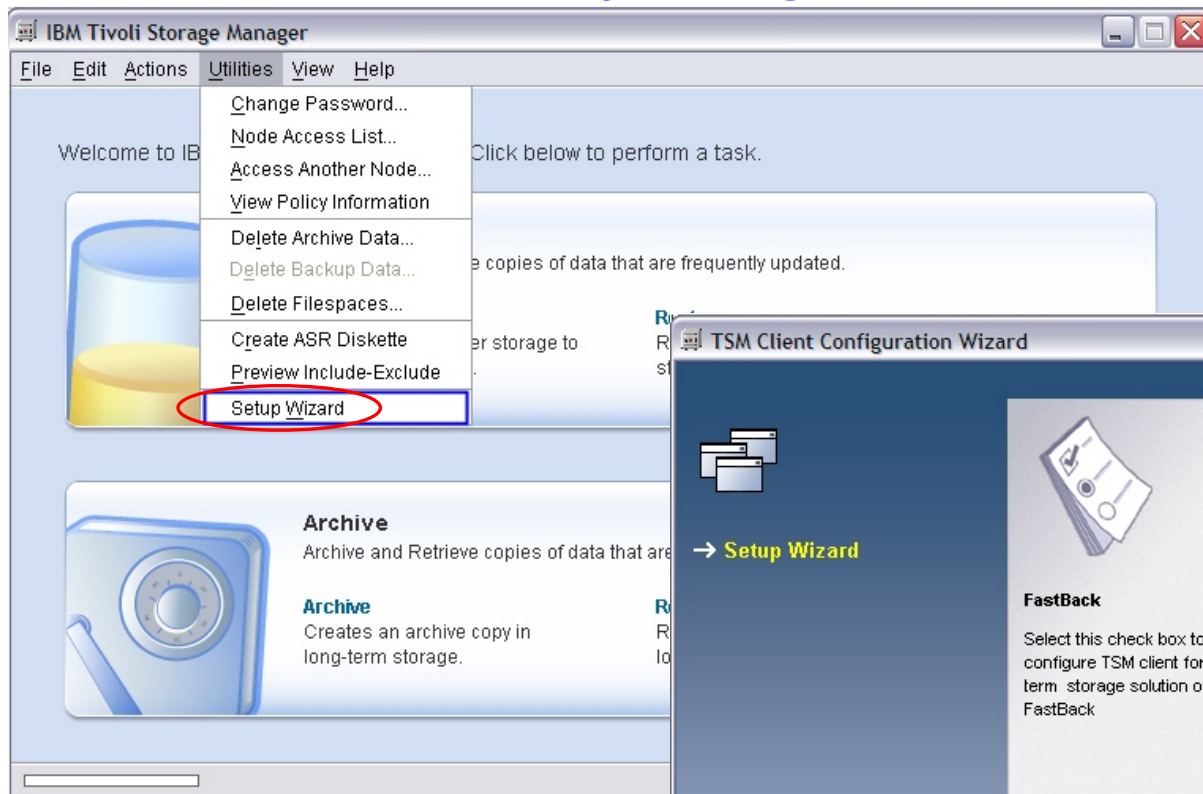 IBM Tivoli Storage Manager
File Edit Actions Utilities View Help
Change Password...
Node Access List...
Access Another Node...
View Policy Information
Delete Archive Data...
Delete Backup Data...
Delete Filespaces...
Create ASR Diskette
Preview Include-Exclude
Setup Wizard
Welcome to IB
Click below to perform a task.
copies of data that are frequently updated.
er storage to
Archive
Archive and Retrieve copies of data that are
Archive
Creates an archive copy in
long-term storage.
TSM Client Configuration Wizard
→ Setup Wizard
FastBack
Select this check box to
configure TSM client for
term storage solution o
FastBack